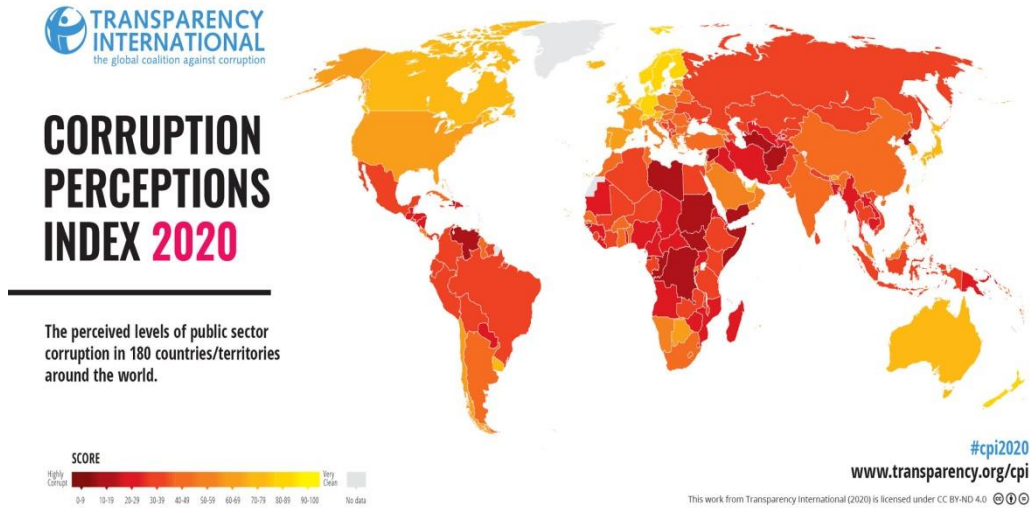 TRANSPARENCY
INTERNATIONAL
the global coalition against corruption
CORRUPTION
PERCEPTIONS
INDEX 2020
The perceived levels of public sector
corruption in 180 countries/territories
around the world.
SCORE
Highly
Corrupt
Very
Clean
0-9 10-19 20-29 30-39 40-49 50-59 60-69 70-79 80-89 90-100 No data
#cpi2020
www.transparency.org/cpi
This work from Transparency International (2020) is licensed under CC BY-ND 4.0